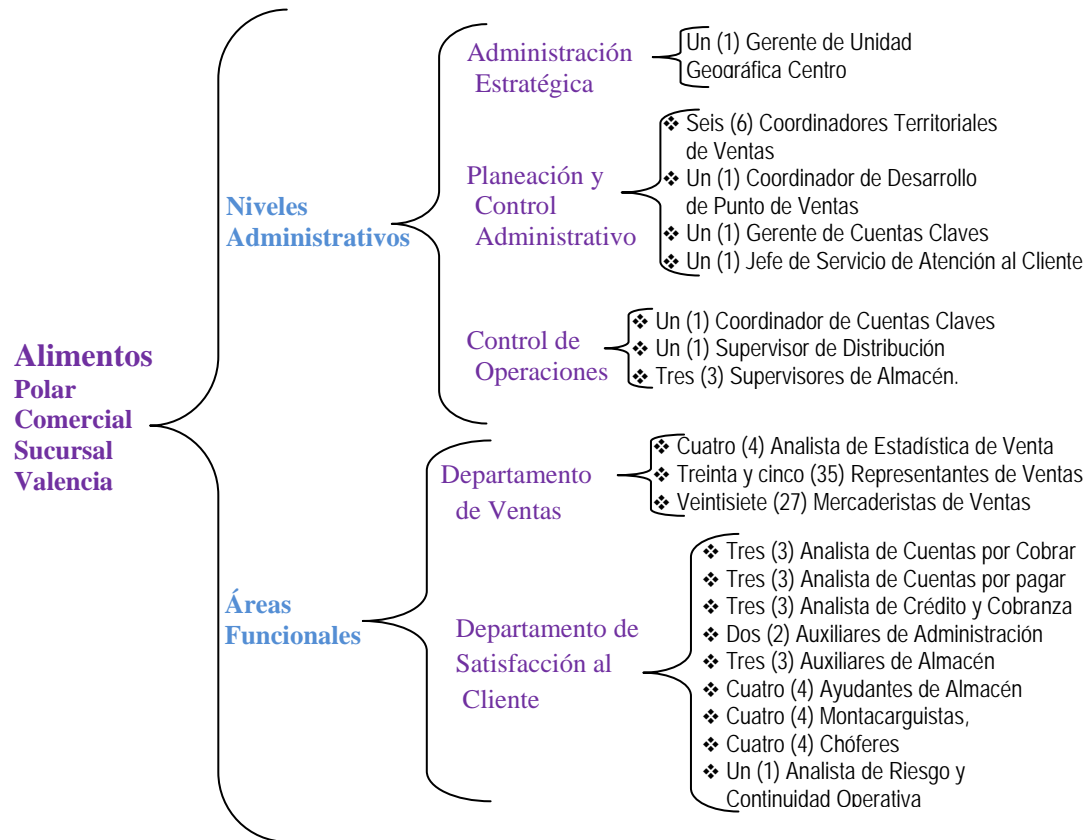 Alimentos
Polar
Comercial
Sucursal
Valencia
Niveles
Administrativos
Administración
Estratégica
Un (1) Gerente de Unidad
Geográfica Centro
Planeación y
Control
Administrativo
❖ Seis (6) Coordinadores Territoriales
de Ventas
❖ Un (1) Coordinador de Desarrollo
de Punto de Ventas
❖ Un (1) Gerente de Cuentas Claves
❖ Un (1) Jefe de Servicio de Atención al Cliente
Control de
Operaciones
❖ Un (1) Coordinador de Cuentas Claves
❖ Un (1) Supervisor de Distribución
❖ Tres (3) Supervisores de Almacén.
Áreas
Funcionales
Departamento
de Ventas
❖ Cuatro (4) Analista de Estadística de Venta
❖ Treinta y cinco (35) Representantes de Ventas
❖ Veintisiete (27) Mercaderistas de Ventas
Departamento de
Satisfacción al
Cliente
❖ Tres (3) Analista de Cuentas por Cobrar
❖ Tres (3) Analista de Cuentas por pagar
❖ Tres (3) Analista de Crédito y Cobranza
❖ Dos (2) Auxiliares de Administración
❖ Tres (3) Auxiliares de Almacén
❖ Cuatro (4) Ayudantes de Almacén
❖ Cuatro (4) Montacarguistas,
❖ Cuatro (4) Chóferes
❖ Un (1) Analista de Riesgo y
Continuidad Operativa